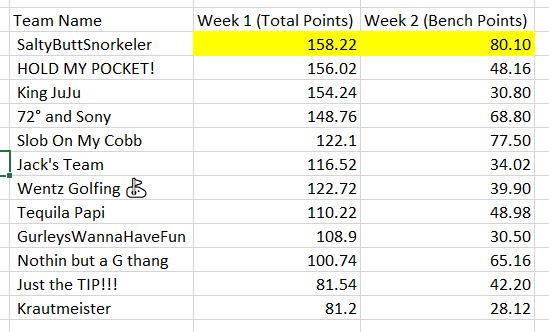 Team Name Week 1 (Total Points) Week 2 (Bench Points)
SaltyButtSnorkeler 158.22 80.10
HOLD MY POCKET! 156.02 48.16
King JuJu 154.24 30.80
72° and Sony 148.76 68.80
Slob On My Cobb 122.1 77.50
Jack's Team 116.52 34.02
Wentz Golfing ⛳ 122.72 39.90
Tequila Papi 110.22 48.98
GurleysWannaHaveFun 108.9 30.50
Nothin but a G thang 100.74 65.16
Just the TIP!!! 81.54 42.20
Krautmeister 81.2 28.12